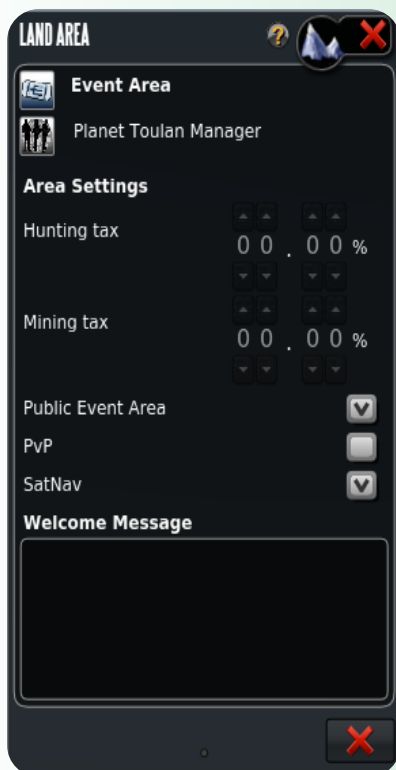 LAND AREA
Event Area
Planet Toulan Manager
Area Settings
Hunting tax
00.00 %
Mining tax
00.00 %
Public Event Area
PvP
SatNav
Welcome Message